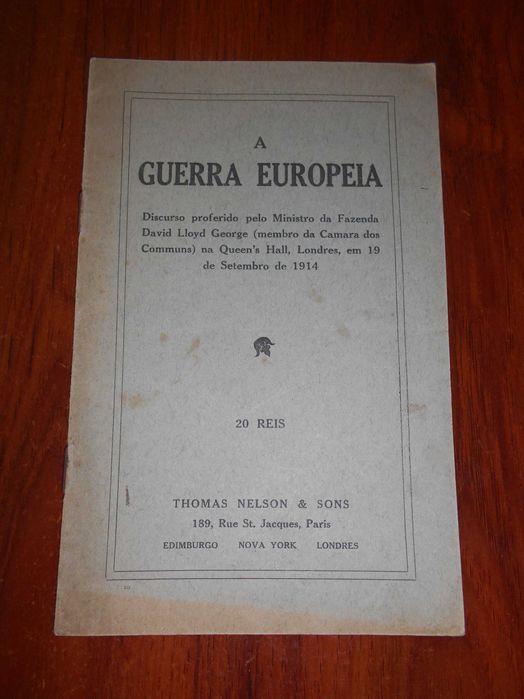 A
GUERRA EUROPEIA
Discurso proferido pelo Ministro da Fazenda
David Lloyd George (membro da Camara dos
Communs) na Queen's Hall, Londres, em 19
de Setembro de 1914
20 REIS
THOMAS NELSON & SONS
189, Rue St. Jacques, Paris
EDIMBURGO NOVA YORK LONDRES